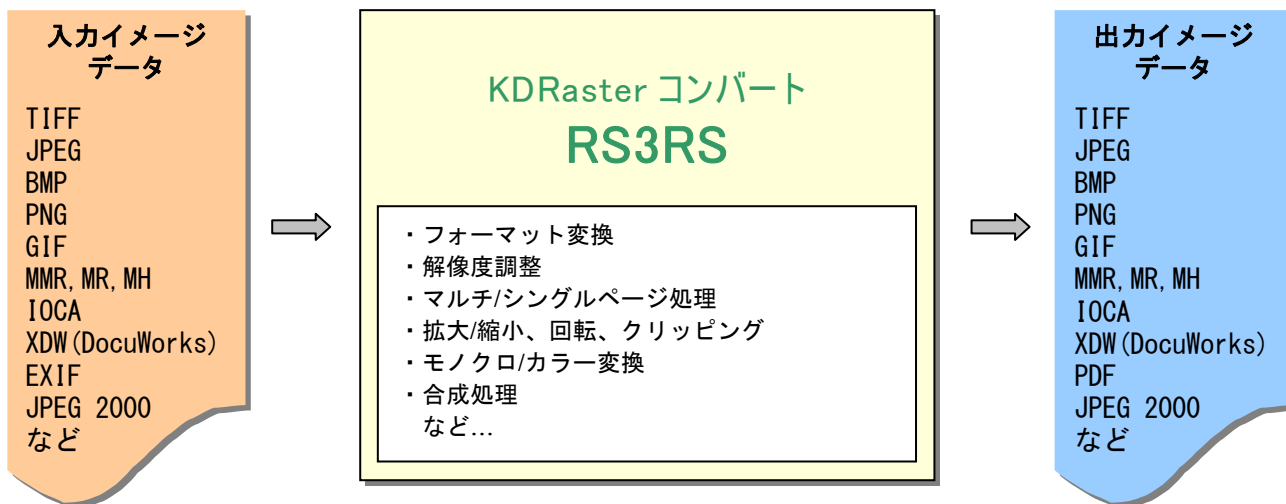 入力イメージ
データ
TIFF
JPEG
BMP
PNG
GIF
MMR,MR,MH
IOCA
XDW(DocuWorks)
EXIF
JPEG 2000
など
KDRaster コンバート
RS3RS
・フォーマット変換
・解像度調整
・マルチ/シングルページ処理
・拡大/縮小、回転、クリッピング
・モノクロ/カラー変換
・合成処理
など…
出力イメージ
データ
TIFF
JPEG
BMP
PNG
GIF
MMR,MR,MH
IOCA
XDW(DocuWorks)
PDF
JPEG 2000
など